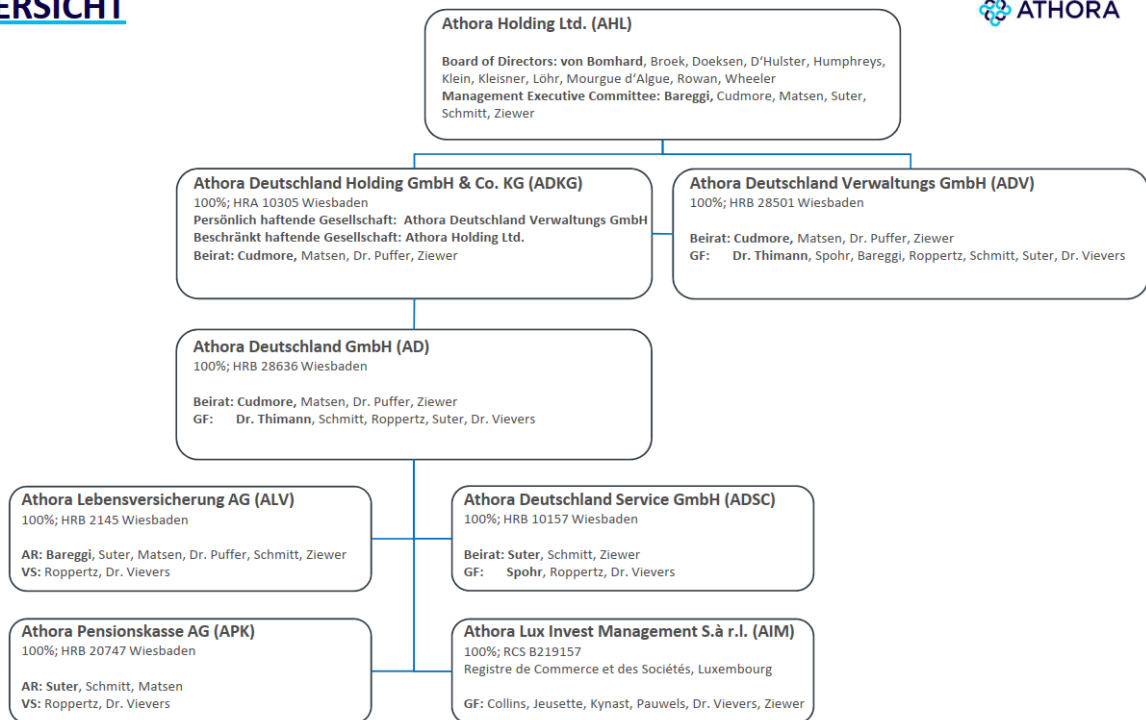 ERSICHT
ATHORA
Athora Holding Ltd. (AHL)
Board of Directors: von Bomhard, Broek, Doeksen, D‘Hulster, Humphreys,
Klein, Kleisner, Löhr, Mourgue d‘Algue, Rowan, Wheeler
Management Executive Committee: Bareggi, Cudmore, Matsen, Suter,
Schmitt, Ziewer
Athora Deutschland Holding GmbH & Co. KG (ADKG)
100%; HRA 10305 Wiesbaden
Persönlich haftende Gesellschaft: Athora Deutschland Verwaltungs GmbH
Beschränkt haftende Gesellschaft: Athora Holding Ltd.
Beirat: Cudmore, Matsen, Dr. Puffer, Ziewer
Athora Deutschland Verwaltungs GmbH (ADV)
100%; HRB 28501 Wiesbaden
Beirat: Cudmore, Matsen, Dr. Puffer, Ziewer
GF: Dr. Thimann, Spohr, Bareggi, Roppertz, Schmitt, Suter, Dr. Vievers
Athora Deutschland GmbH (AD)
100%; HRB 28636 Wiesbaden
Beirat: Cudmore, Matsen, Dr. Puffer, Ziewer
GF: Dr. Thimann, Schmitt, Roppertz, Suter, Dr. Vievers
Athora Lebensversicherung AG (ALV)
100%; HRB 2145 Wiesbaden
AR: Bareggi, Suter, Matsen, Dr. Puffer, Schmitt, Ziewer
VS: Roppertz, Dr. Vievers
Athora Deutschland Service GmbH (ADSC)
100%; HRB 10157 Wiesbaden
Beirat: Suter, Schmitt, Ziewer
GF: Spohr, Roppertz, Dr. Vievers
Athora Pensionskasse AG (APK)
100%; HRB 20747 Wiesbaden
AR: Suter, Schmitt, Matsen
VS: Roppertz, Dr. Vievers
Athora Lux Invest Management S.à r.l. (AIM)
100%; RCS B219157
Registre de Commerce et des Sociétés, Luxembourg
GF: Collins, Jeusette, Kynast, Pauwels, Dr. Vievers, Ziewer